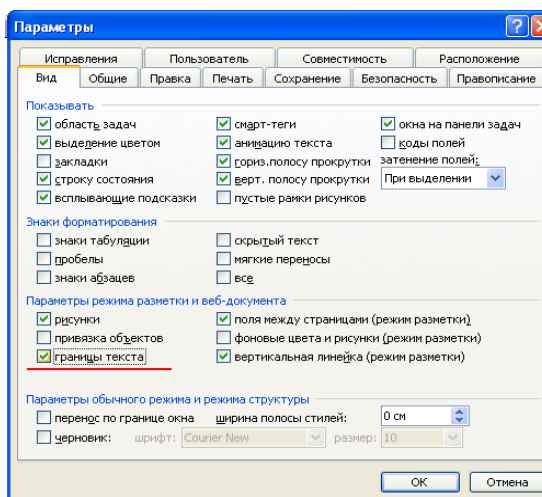 Параметры
Исправления Пользователь Совместимость Расположение
Вид Общие Правка Печать Сохранение Безопасность Правописание
Показывать
область задач смарт-теги окна на панели задач
выделение цветом анимацию текста коды полей
закладки гориз.полосу прокрутки затенение полей:
строку состояния верт. полосу прокрутки При выделении
всплывающие подсказки пустые рамки рисунков
Знаки форматирования
знаки табуляции скрытый текст
пробелы мягкие переносы
знаки абзацев все
Параметры режима разметки и веб-документа
рисунки поля между страницами (режим разметки)
привязка объектов фоновые цвета и рисунки (режим разметки)
границы текста вертикальная линейка (режим разметки)
Параметры обычного режима и режима структуры
перенос по границе окна ширина полосы стилей: 0 см
черновик: шрифт: Courier New размер: 10
ОК Отмена